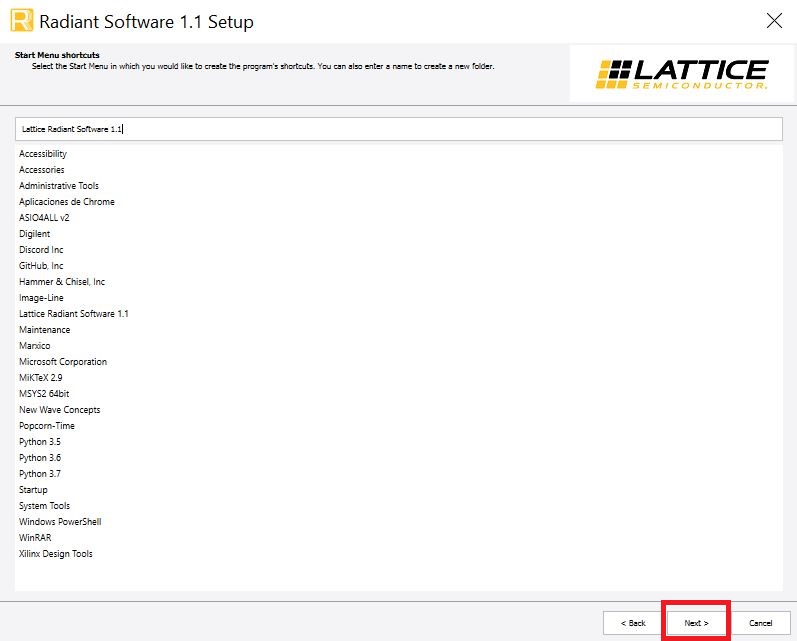 Radiant Software 1.1 Setup
Start Menu shortcuts
Select the Start Menu in which you would like to create the program's shortcuts. You can also enter a name to create a new folder.
LATTICE
SEMICONDUCTOR.
Lattice Radiant Software 1.1
Accessibility
Accessories
Administrative Tools
Aplicaciones de Chrome
ASIO4ALL v2
Digilent
Discord Inc
GitHub, Inc
Hammer & Chisel, Inc
Image-Line
Lattice Radiant Software 1.1
Maintenance
Marxico
Microsoft Corporation
MiKTeX 2.9
MSYS2 64bit
New Wave Concepts
Popcorn-Time
Python 3.5
Python 3.6
Python 3.7
Startup
System Tools
Windows PowerShell
WinRAR
Xilinx Design Tools
< Back Next > Cancel